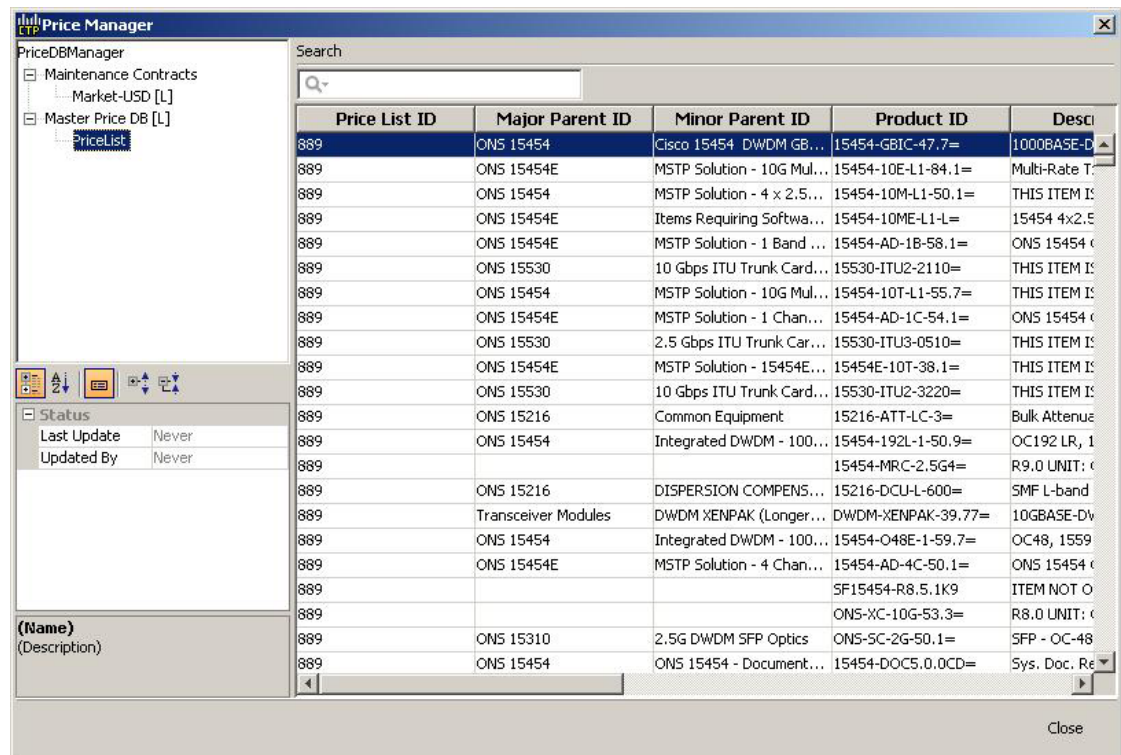 CTP Price Manager
PriceDBManager
Maintenance Contracts
Market-USD [L]
Master Price DB [L]
PriceList
Status
Last Update Never
Updated By Never
(Name)
(Description)
Search
Price List ID Major Parent ID Minor Parent ID Product ID Descr
889 ONS 15454 Cisco 15454 DWDM GB... 15454-GBIC-47.7= 1000BASE-D
889 ONS 15454E MSTP Solution - 10G Mul... 15454-10E-L1-84.1= Multi-Rate T
889 ONS 15454 MSTP Solution - 4 x 2.5... 15454-10M-L1-50.1= THIS ITEM IS
889 ONS 15454E Items Requiring Softwa... 15454-10ME-L1-L= 15454 4x2.5
889 ONS 15454E MSTP Solution - 1 Band ... 15454-AD-1B-58.1= ONS 15454
889 ONS 15530 10 Gbps ITU Trunk Card... 15530-ITU2-2110= THIS ITEM IS
889 ONS 15454 MSTP Solution - 10G Mul... 15454-10T-L1-55.7= THIS ITEM IS
889 ONS 15454E MSTP Solution - 1 Chan... 15454-AD-1C-54.1= ONS 15454
889 ONS 15530 2.5 Gbps ITU Trunk Car... 15530-ITU3-0510= THIS ITEM IS
889 ONS 15454E MSTP Solution - 15454E... 15454E-10T-38.1= THIS ITEM IS
889 ONS 15530 10 Gbps ITU Trunk Card... 15530-ITU2-3220= THIS ITEM IS
889 ONS 15216 Common Equipment 15216-ATT-LC-3= Bulk Attenua
889 ONS 15454 Integrated DWDM - 100... 15454-192L-1-50.9= OC192 LR, 1
889 15454-MRC-2.5G4= R9.0 UNIT:
889 ONS 15216 DISPERSION COMPENS... 15216-DCU-L-600= SMF L-band
889 Transceiver Modules DWDM XENPAK (Longer... DWDM-XENPAK-39.77= 10GBASE-DW
889 ONS 15454 Integrated DWDM - 100... 15454-O48E-1-59.7= OC48, 1559
889 ONS 15454E MSTP Solution - 4 Chan... 15454-AD-4C-50.1= ONS 15454
889 SF15454-R8.5.1K9 ITEM NOT O
889 ONS-XC-10G-53.3= R8.0 UNIT:
889 ONS 15310 2.5G DWDM SFP Optics ONS-SC-2G-50.1= SFP - OC-48
889 ONS 15454 ONS 15454 - Document... 15454-DOC5.0.0CD= Sys. Doc. Re
Close